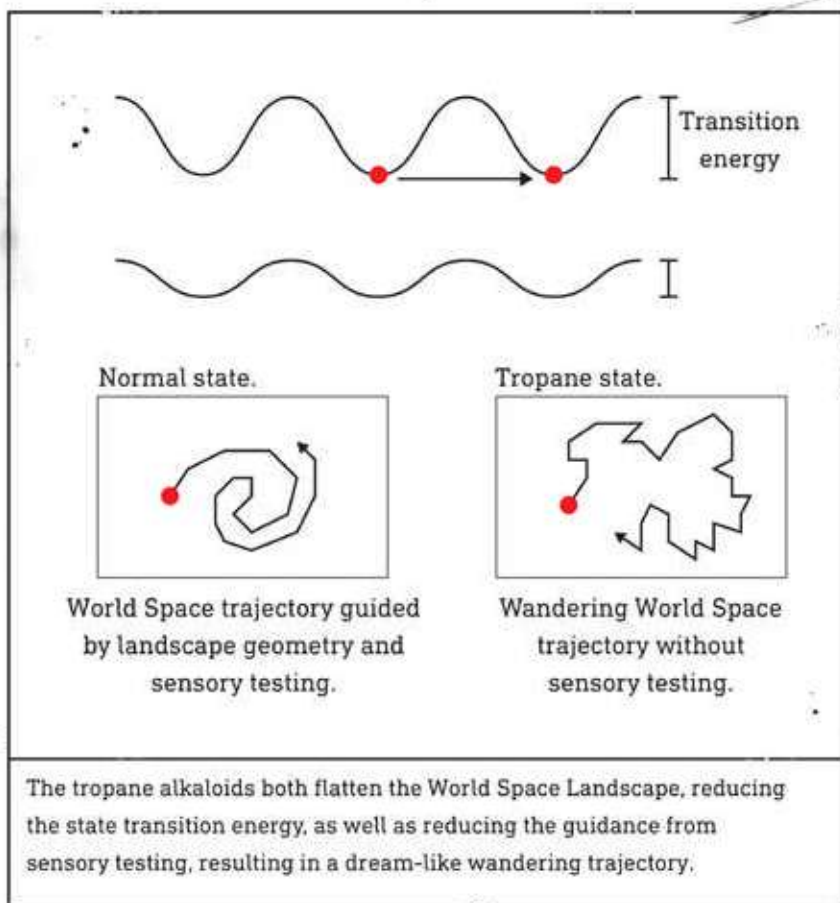 Transition
energy
Normal state.
Tropane state.
World Space trajectory guided
by landscape geometry and
sensory testing.
Wandering World Space
trajectory without
sensory testing.
The tropane alkaloids both flatten the World Space Landscape, reducing
the state transition energy, as well as reducing the guidance from
sensory testing, resulting in a dream-like wandering trajectory.